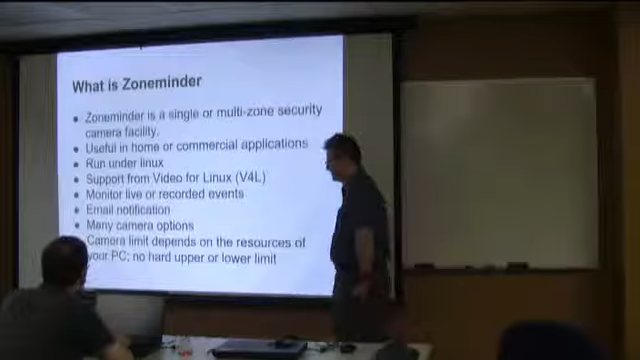 What is Zoneminder
Zoneminder is a single or multi-zone security
camera facility.
Useful in home or commercial applications
Run under linux
Support from Video for Linux (V4L)
Monitor live or recorded events
Email notification
Many camera options
Camera limit depends on the resources of
your PC; no hard upper or lower limit